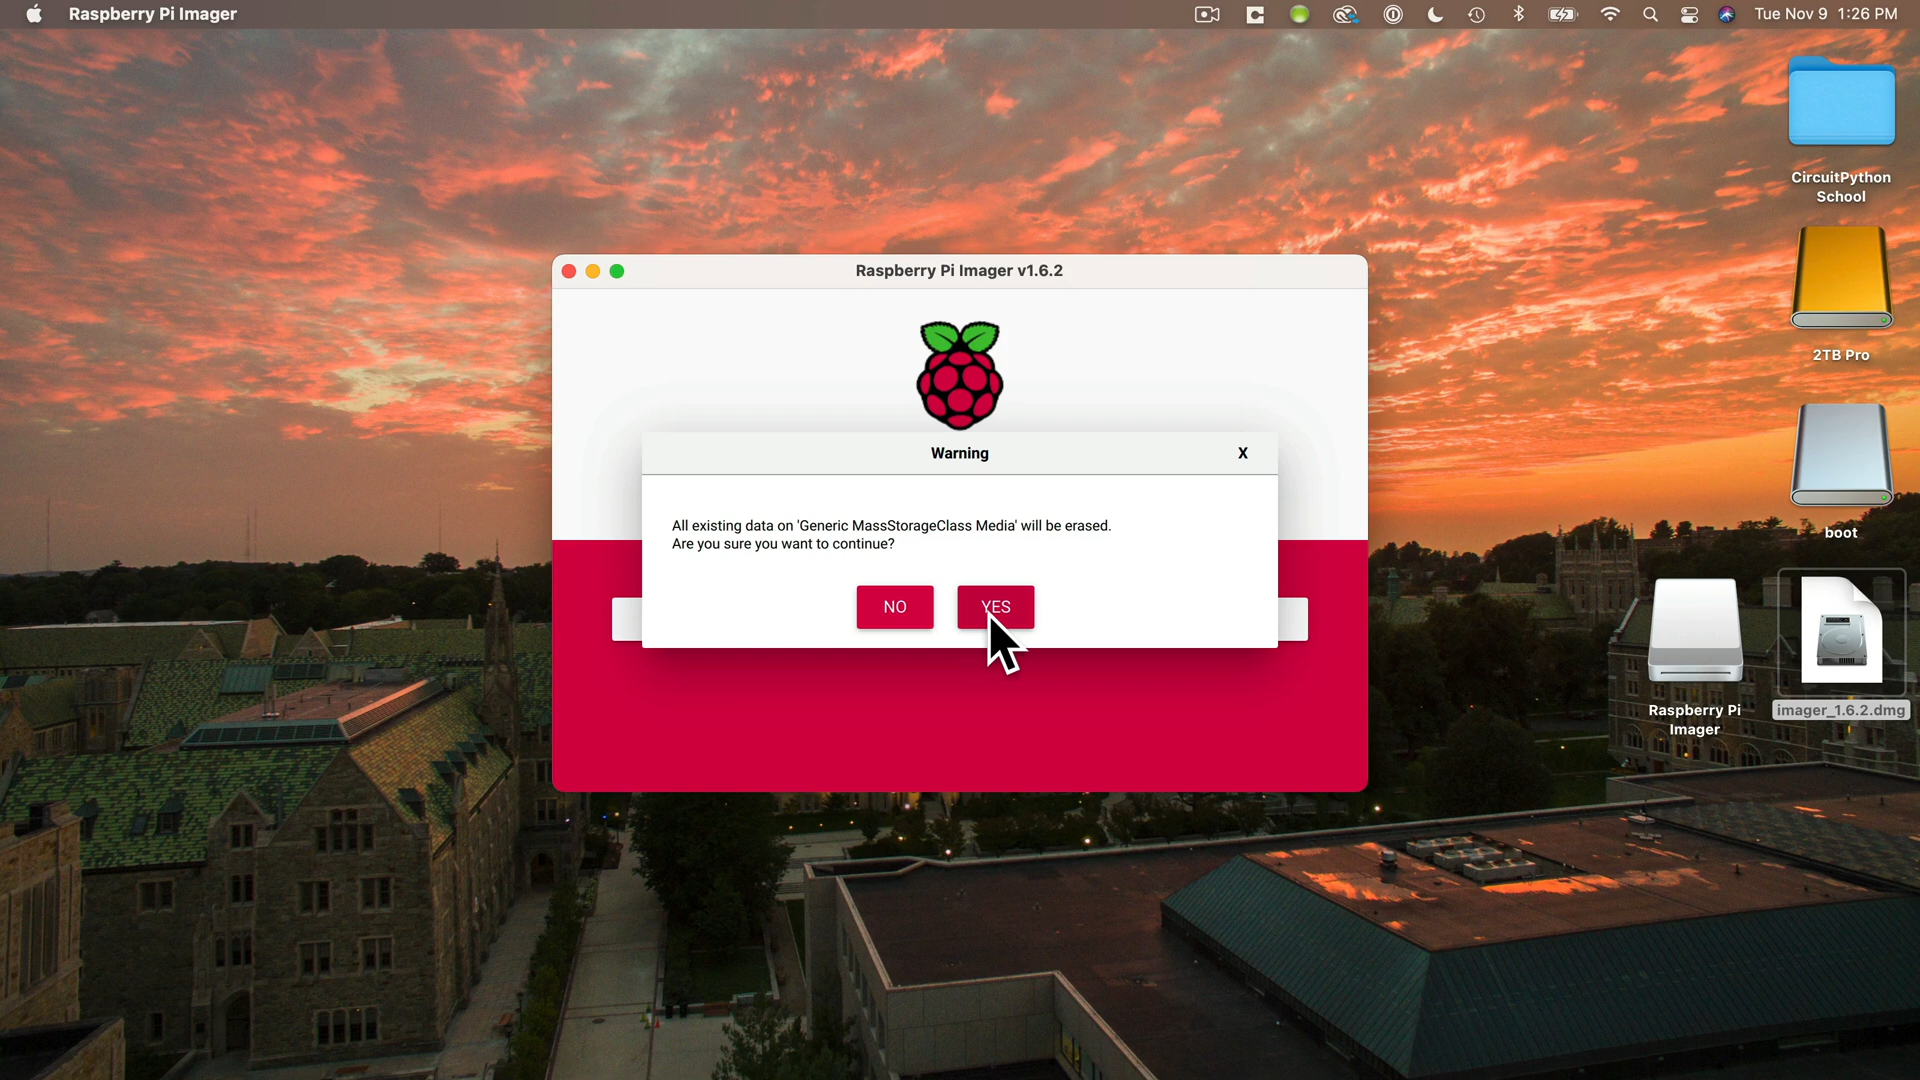 Raspberry Pi Imager
Tue Nov 9 1:26 PM
CircuitPython
School
2TB Pro
boot
Raspberry Pi
Imager
imager_1.6.2.dmg
Raspberry Pi Imager v1.6.2
Warning
X
All existing data on 'Generic MassStorageClass Media' will be erased.
Are you sure you want to continue?
NO
YES